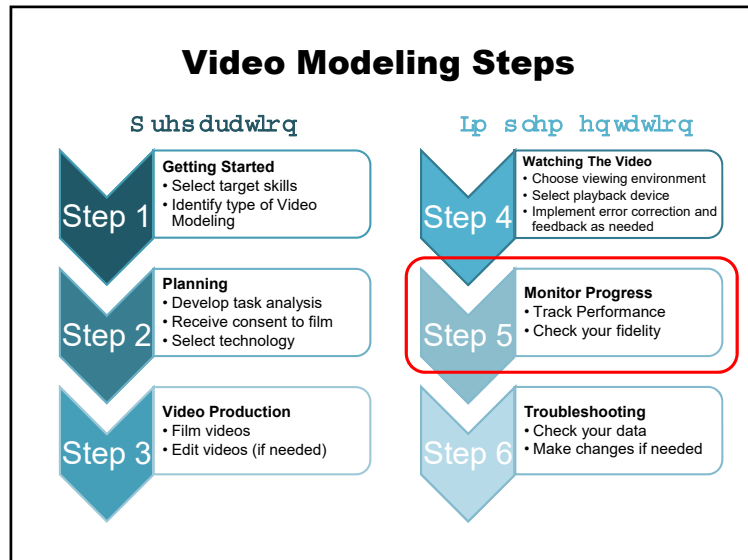 Video Modeling Steps
S uhsdudwlrq
Step 1
Getting Started
• Select target skills
• Identify type of Video
Modeling
Step 2
Planning
• Develop task analysis
• Receive consent to film
• Select technology
Step 3
Video Production
• Film videos
• Edit videos (if needed)
Lp sohp hqwdwlrq
Step 4
Watching The Video
• Choose viewing environment
• Select playback device
• Implement error correction and
feedback as needed
Step 5
Monitor Progress
• Track Performance
• Check your fidelity
Step 6
Troubleshooting
• Check your data
• Make changes if needed